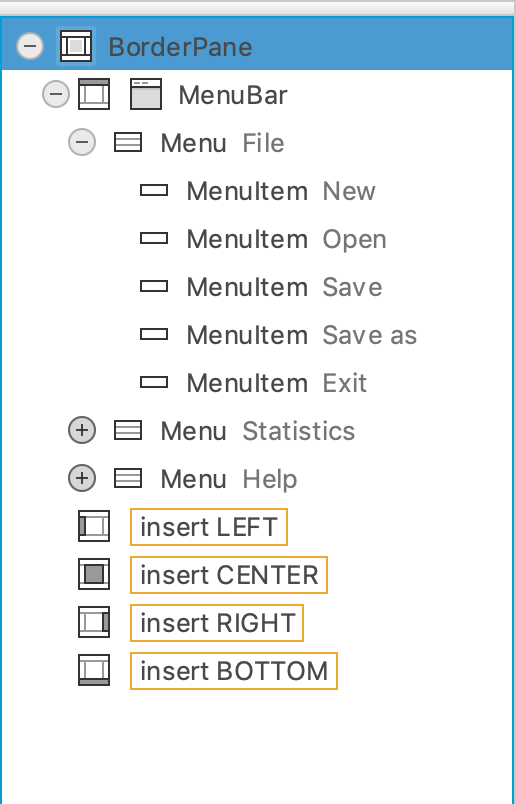 BorderPane
MenuBar
Menu File
MenuItem New
MenuItem Open
MenuItem Save
MenuItem Save as
MenuItem Exit
Menu Statistics
Menu Help
insert LEFT
insert CENTER
insert RIGHT
insert BOTTOM